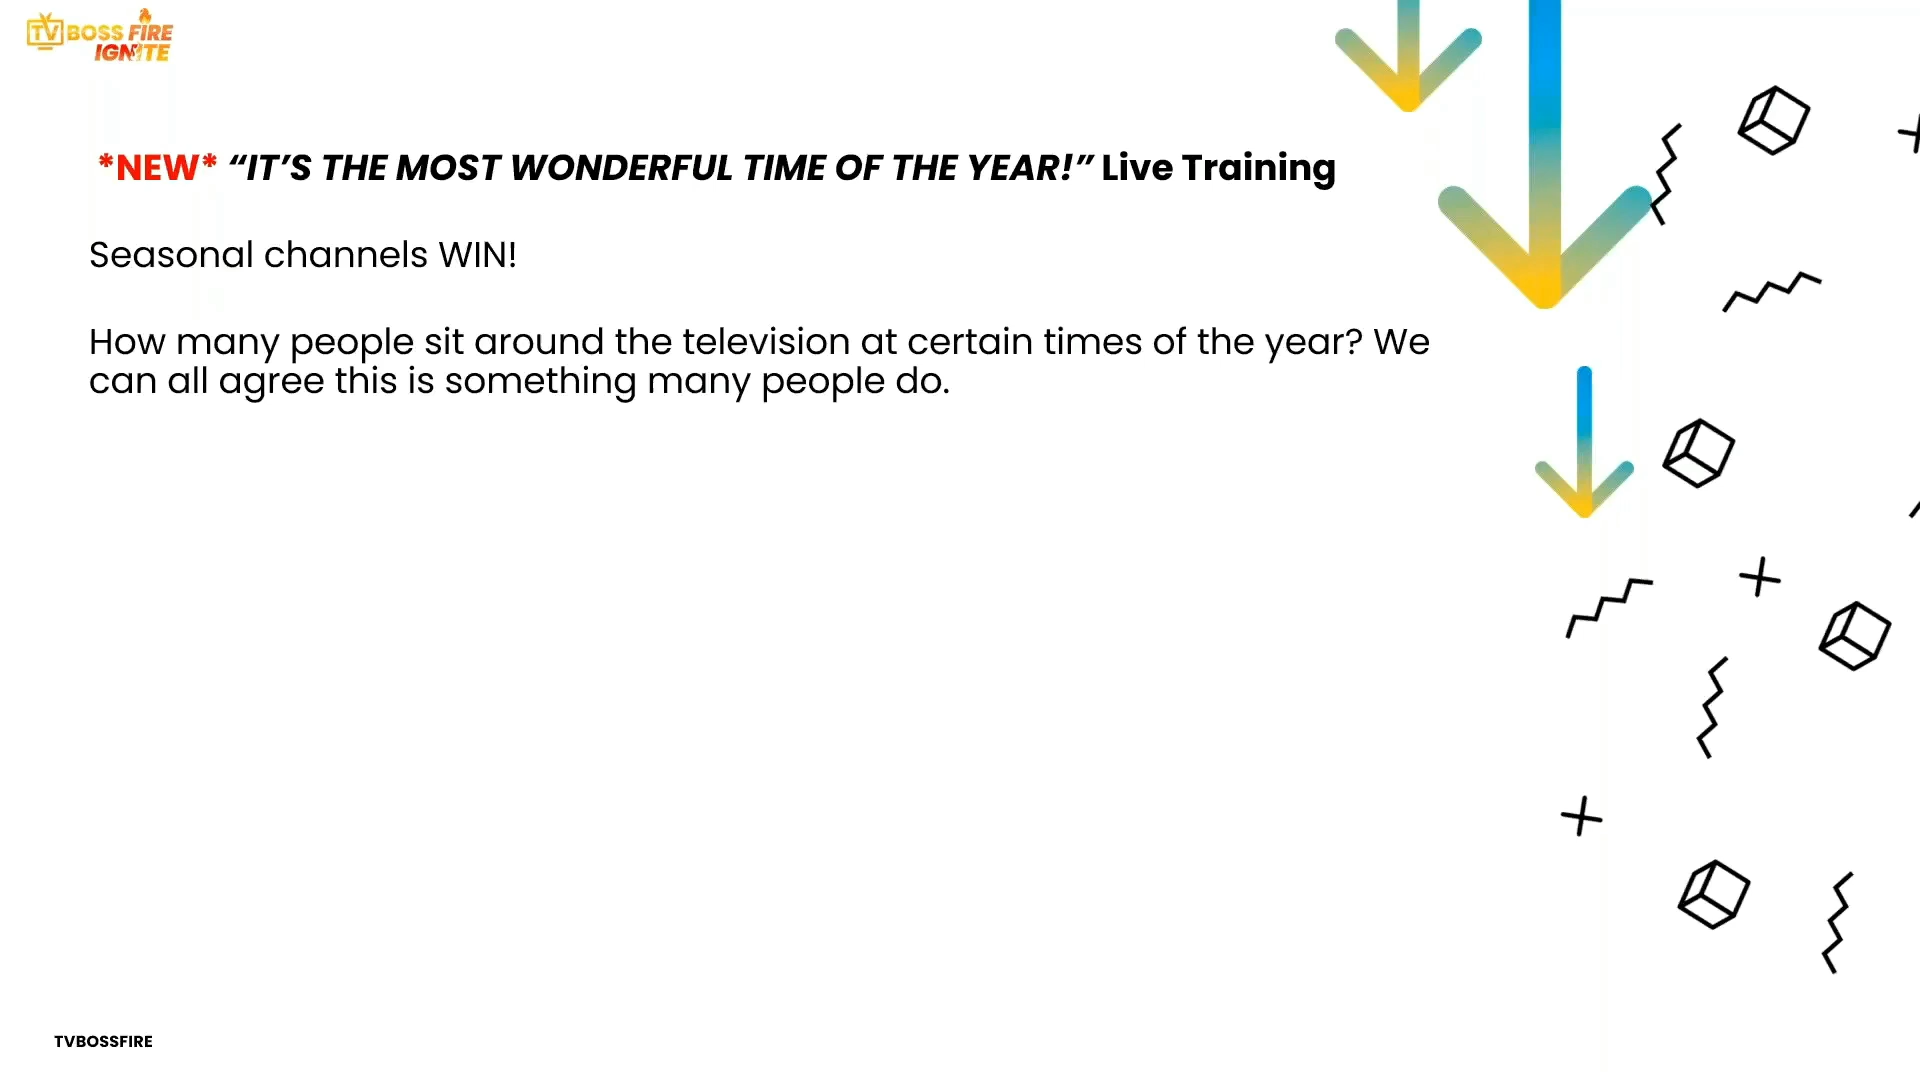 TV BOSS FIRE
IGNITE
*NEW* “IT’S THE MOST WONDERFUL TIME OF THE YEAR!” Live Training
Seasonal channels WIN!
How many people sit around the television at certain times of the year? We
can all agree this is something many people do.
TVBOSSFIRE